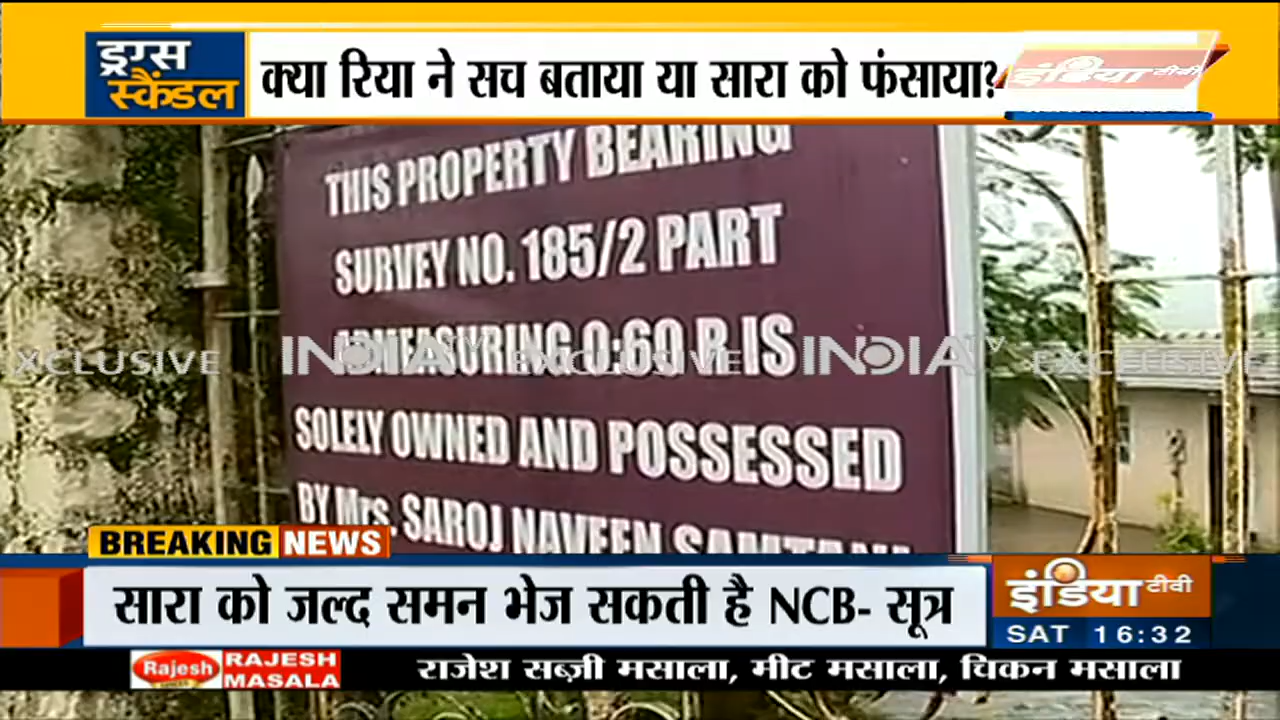 ड्रग्स
स्कैंडल
क्या रिया ने सच बताया या सारा को फंसाया?
इंडिया टीवी
THIS PROPERTY BEARING
SURVEY NO. 185/2 PART
ADMEASURING 0:60 R IS
SOLELY OWNED AND POSSESSED
BY Mrs. SAROJ NAVEEN SAMTANI
XCLUSIVE INDIA TV EXCLUSIVE INDIA TV EXCLUSIVE
BREAKING NEWS
सारा को जल्द समन भेज सकती है NCB- सूत्र
इंडिया टीवी
SAT 16:32
Rajesh
RAJESH
MASALA
राजेश सब्ज़ी मसाला, मीट मसाला, चिकन मसाला